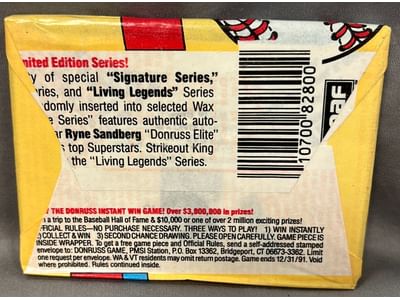 nited Edition Series!
ty of special "Signature Series,"
ries, and "Living Legends" Series
domly inserted into selected Wax
e Series" features authentic auto-
ar Ryne Sandberg "Donruss Elite"
s top Superstars. Strikeout King
the "Living Legends" Series.
10700 82800
eaf
THE DONRUSS INSTANT WIN GAME! Over $3,800,000 in prizes!
a trip to the Baseball Hall of Fame & $10,000 or one of over 2 million exciting prizes!
FICIAL RULES—NO PURCHASE NECESSARY. THREE WAYS TO PLAY! 1) WIN INSTANTLY
) COLLECT & WIN 3) SECOND CHANCE DRAWING. PLEASE OPEN CAREFULLY. GAME PIECE IS
INSIDE WRAPPER. To get a free game piece and Official Rules, send a self-addressed stamped
envelope to: DONRUSS GAME, PMSI Station, P.O. Box 13362, Bridgeport, CT 06673-3362. Limit
one request per envelope. WA & VT residents may omit return postage. Game ends 12/31/91. Void
where prohibited. Rules continued inside.